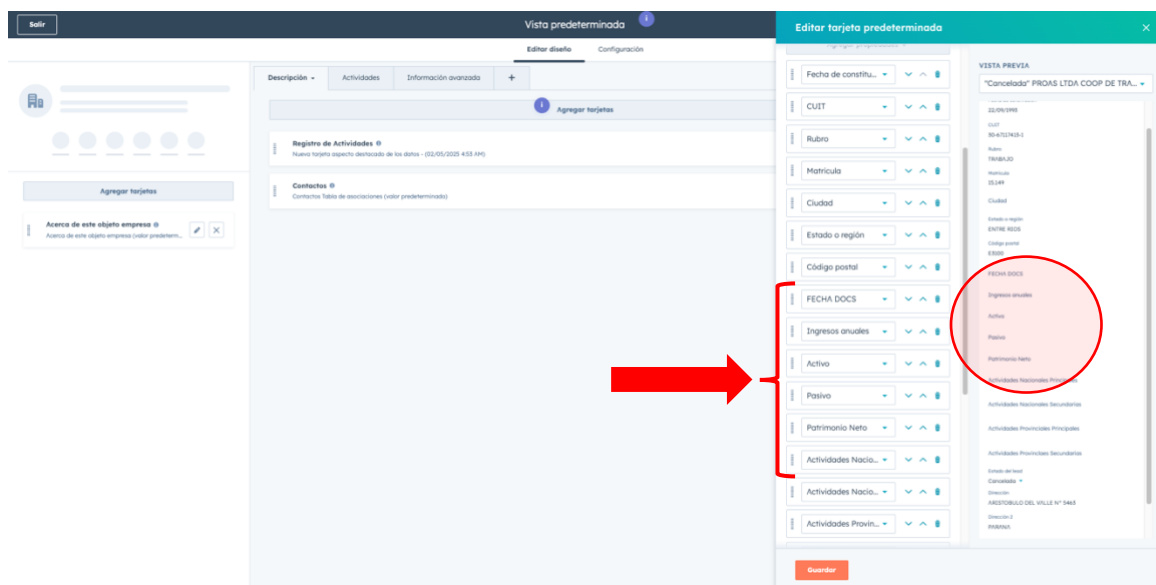 Salir
Vista predeterminada
i
Editar diseño
Configuración
Descripción
Actividades
Información avanzada
+
i
Agregar tarjetas
Registro de Actividades
Nueva tarjeta aspecto destacado de los datos - (02/05/2025 4:53 AM)
Contactos
Contactos Tabla de asociaciones (valor predeterminado)
Agregar tarjetas
Acerca de este objeto empresa
Acerca de este objeto empresa (valor predeterm...
Editar tarjeta predeterminada
Fecha de constitu...
CUIT
Rubro
Matrícula
Ciudad
Estado o región
Código postal
FECHA DOCS
Ingresos anuales
Activo
Pasivo
Patrimonio Neto
Actividades Nacio...
Actividades Nacio...
Actividades Provin...
Guardar
VISTA PREVIA
"Cancelada" PROAS LTDA COOP DE TRA...
22/09/1993
CUIT
30-67127413-1
Rubro
TRABAJO
Matrícula
15.149
Ciudad
Estado o región
ENTRE RIOS
Código postal
E3100
FECHA DOCS
Ingresos anuales
Activo
Pasivo
Patrimonio Neto
Actividades Nacionales Principales
Actividades Nacionales Secundarias
Actividades Provinciales Principales
Actividades Provinciales Secundarias
Estado del lead
Cancelada
Dirección
ARISTOBULO DEL VALLE N° 5463
Dirección 2
PARANA